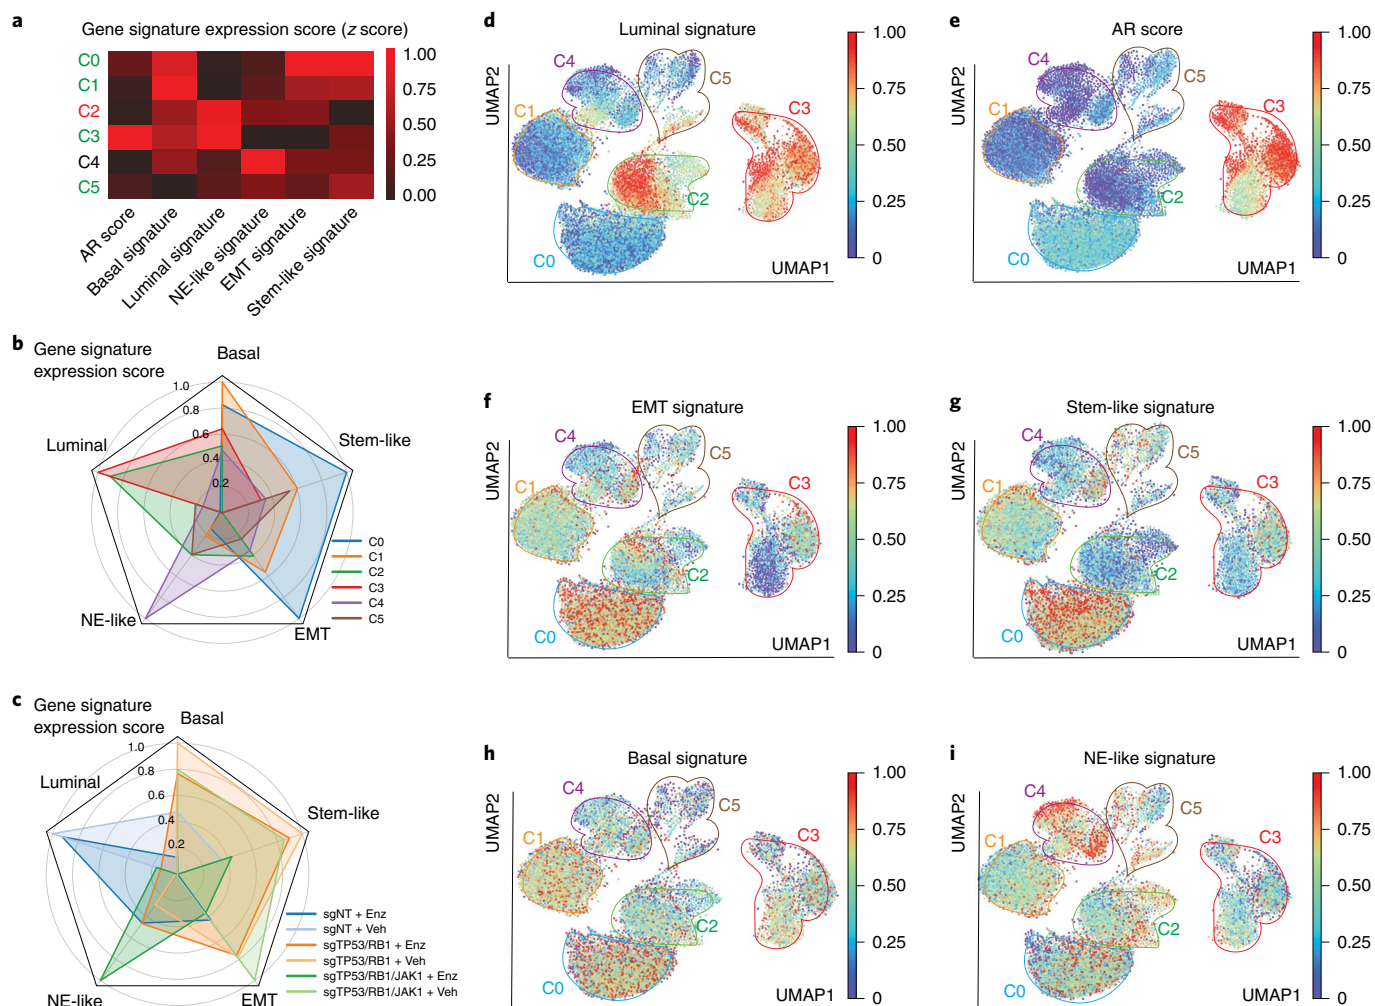 a
Gene signature expression score (z score)
C0
C1
C2
C3
C4
C5
1.00
0.75
0.50
0.25
0.00
AR score
Basal signature
Luminal signature
NE-like signature
EMT signature
Stem-like signature
b
Gene signature
expression score
Basal
Stem-like
EMT
NE-like
Luminal
1.0
0.8
0.6
0.4
0.2
C0
C1
C2
C3
C4
C5
c
Gene signature
expression score
Basal
Stem-like
EMT
NE-like
Luminal
1.0
0.8
0.6
0.4
0.2
sgNT + Enz
sgNT + Veh
sgTP53/RB1 + Enz
sgTP53/RB1 + Veh
sgTP53/RB1/JAK1 + Enz
sgTP53/RB1/JAK1 + Veh
d
Luminal signature
UMAP2
UMAP1
C4
C5
C1
C3
C2
C0
1.00
0.75
0.50
0.25
0
e
AR score
UMAP2
UMAP1
C4
C5
C1
C3
C2
C0
1.00
0.75
0.50
0.25
0
f
EMT signature
UMAP2
UMAP1
C4
C5
C1
C3
C2
C0
1.00
0.75
0.50
0.25
0
g
Stem-like signature
UMAP2
UMAP1
C4
C5
C1
C3
C2
C0
1.00
0.75
0.50
0.25
0
h
Basal signature
UMAP2
UMAP1
C4
C5
C1
C3
C2
C0
1.00
0.75
0.50
0.25
0
i
NE-like signature
UMAP2
UMAP1
C4
C5
C1
C3
C2
C0
1.00
0.75
0.50
0.25
0